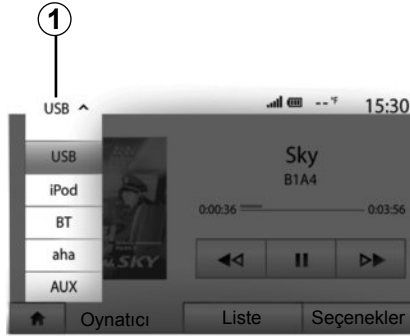 1
USB
-- °F
15:30
USB
iPod
BT
aha
AUX
SKY
Sky
B1A4
0:00:36
0:03:56
Oynatıcı
Liste
Seçenekler